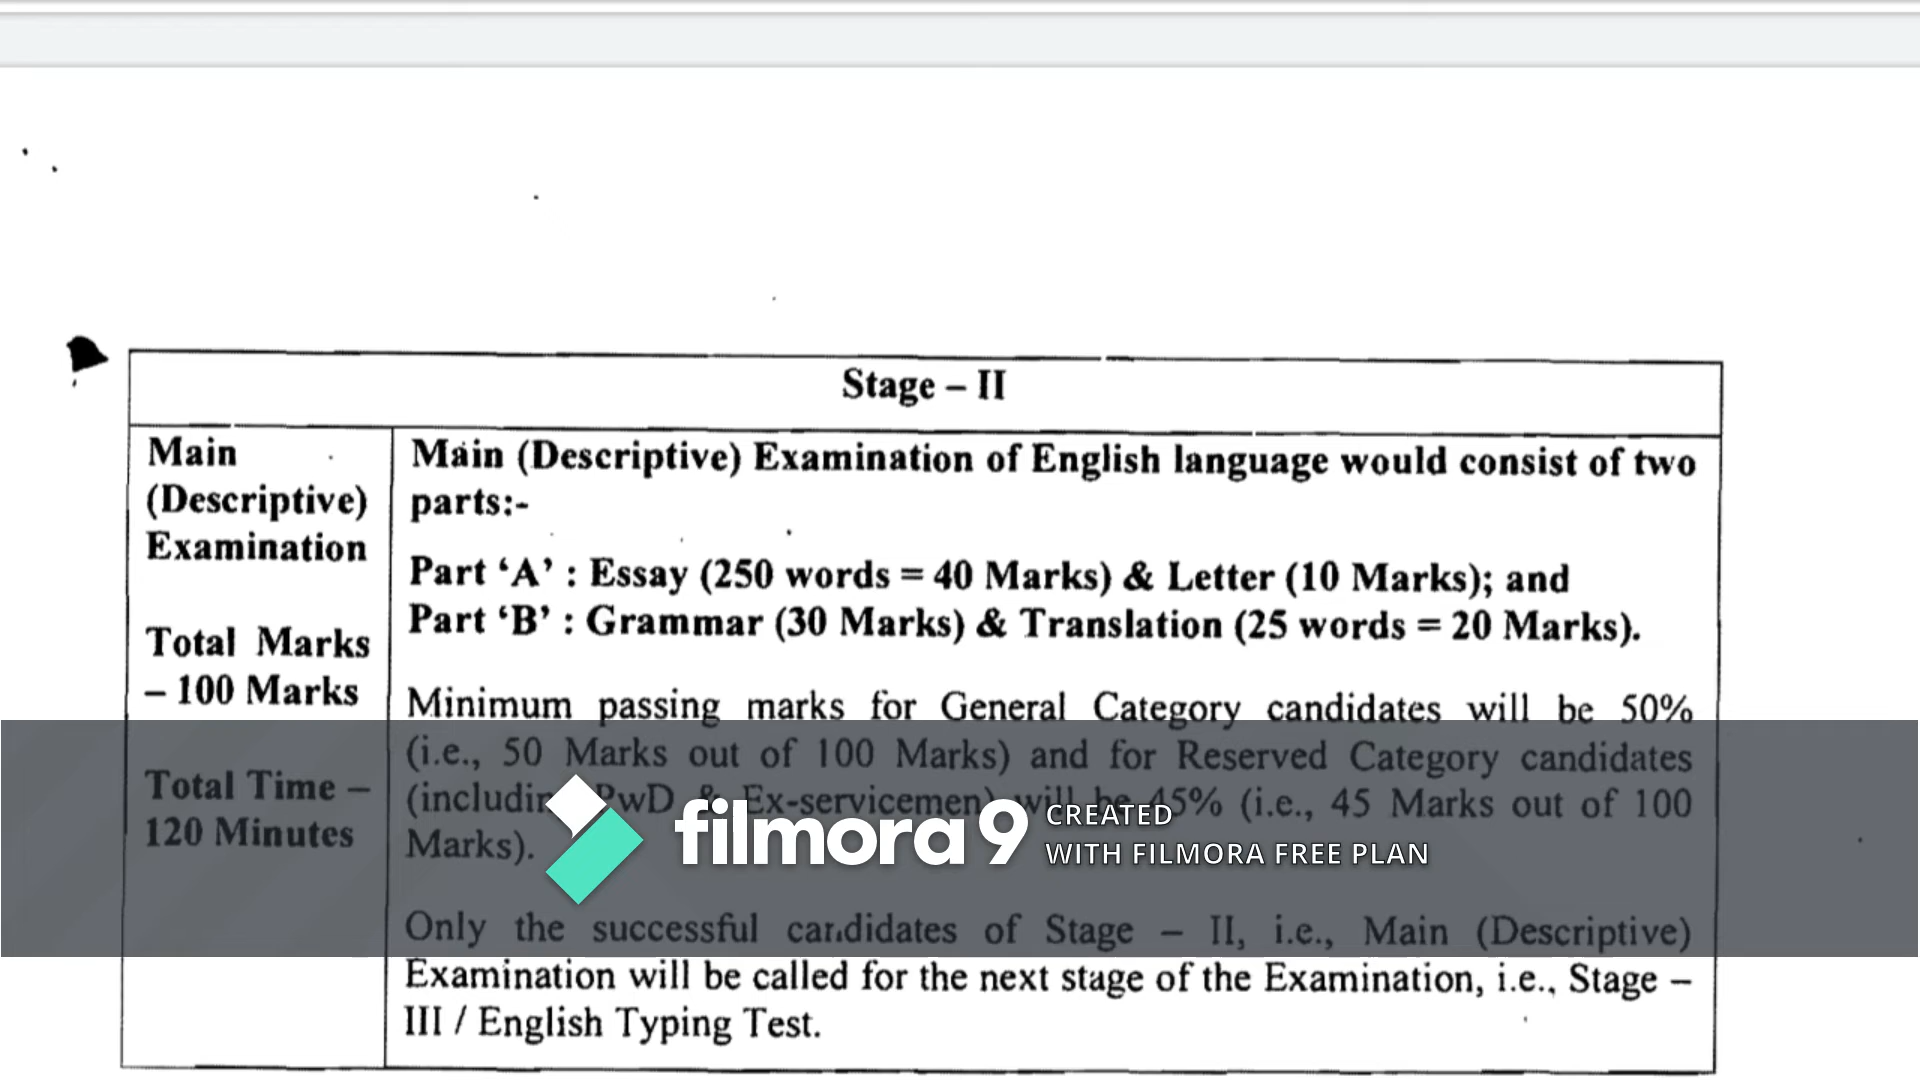 Stage – II
Main
(Descriptive)
Examination
Total Marks
– 100 Marks
Total Time –
120 Minutes
Main (Descriptive) Examination of English language would consist of two
parts:-
Part ‘A’ : Essay (250 words = 40 Marks) & Letter (10 Marks); and
Part ‘B’ : Grammar (30 Marks) & Translation (25 words = 20 Marks).
Minimum passing marks for General Category candidates will be 50%
(i.e., 50 Marks out of 100 Marks) and for Reserved Category candidates
(including PwD & Ex-servicemen) will be 45% (i.e., 45 Marks out of 100
Marks).
Only the successful candidates of Stage – II, i.e., Main (Descriptive)
Examination will be called for the next stage of the Examination, i.e., Stage –
III / English Typing Test.
filmora 9
CREATED
WITH FILMORA FREE PLAN